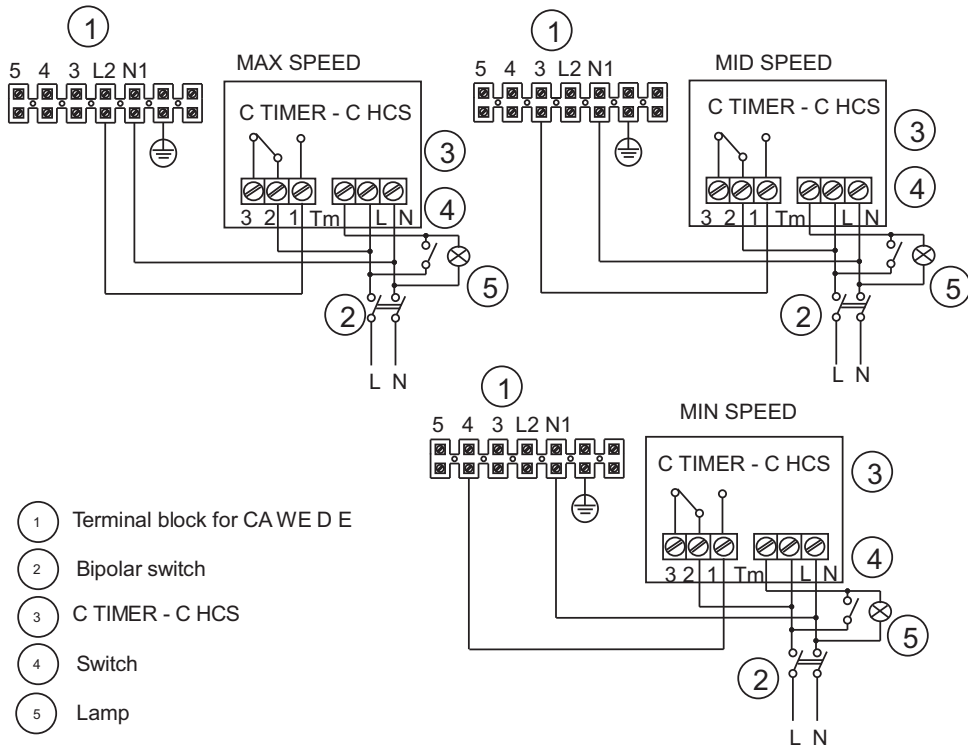 1
5 4 3 L2 N1
MAX SPEED
C TIMER - C HCS
3
3 2 1 Tm L N
4
5
2
L N
1
5 4 3 L2 N1
MID SPEED
C TIMER - C HCS
3
4
3 2 1 Tm L N
5
2
L N
1
5 4 3 L2 N1
MIN SPEED
C TIMER - C HCS
3
4
3 2 1 Tm L N
5
2
L N
1 Terminal block for CA WE D E
2 Bipolar switch
3 C TIMER - C HCS
4 Switch
5 Lamp